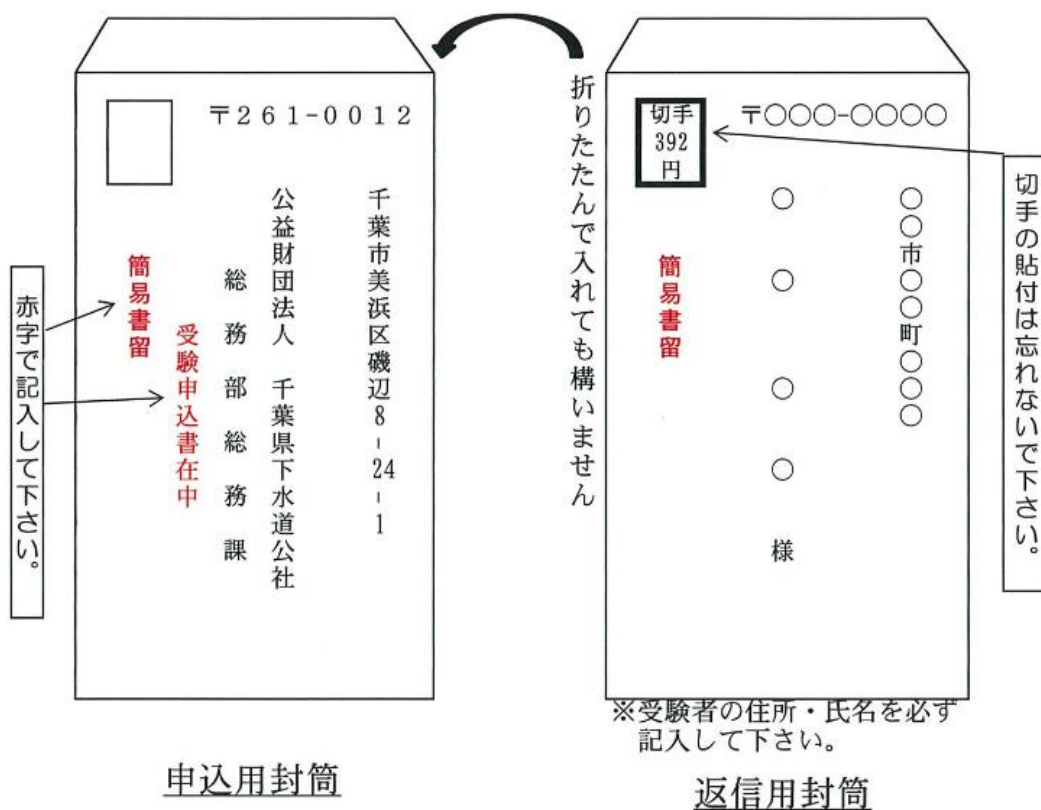 〒261-0012
千葉市美浜区磯辺8-24-1
公益財団法人　千葉県下水道公社
総務部総務課
受験申込書在中
簡易書留
赤字で記入して下さい。
申込用封筒
折りたたんで入れても構いません
切手
392
円
〒○○○-○○○○
○○市○○町○○○
○○○○様
簡易書留
切手の貼付は忘れないで下さい。
※受験者の住所・氏名を必ず
記入して下さい。
返信用封筒